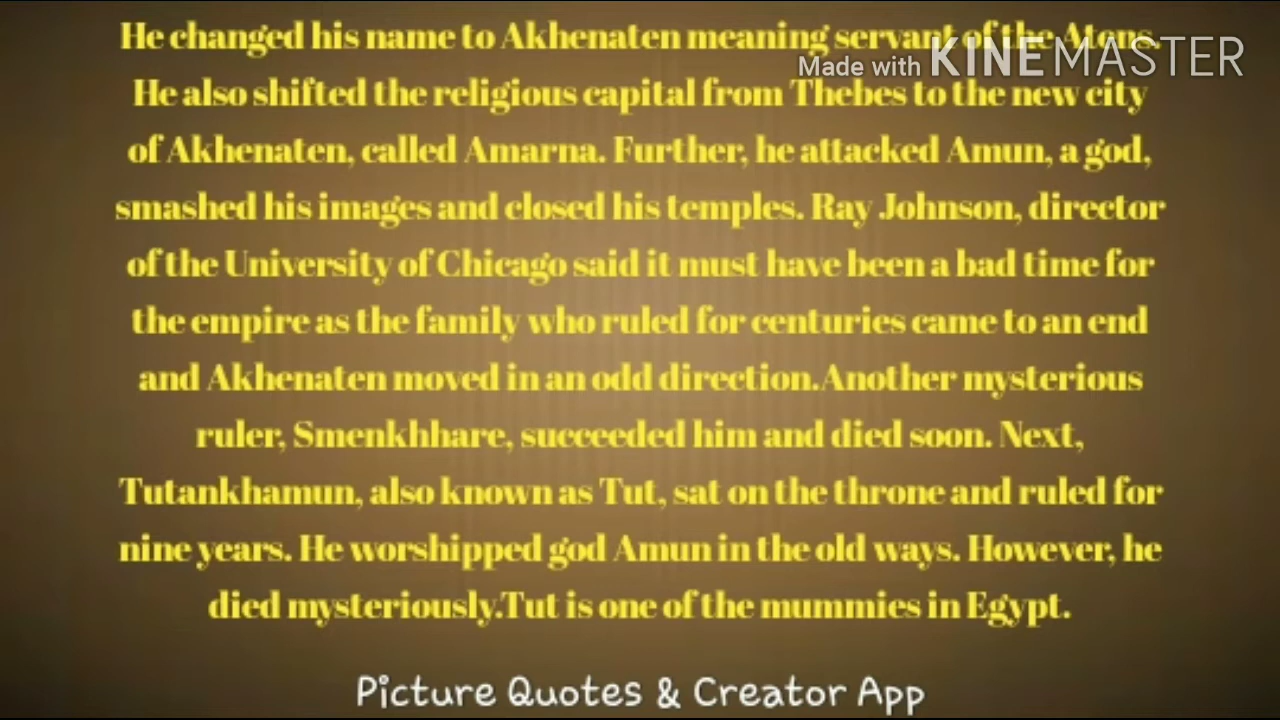 He changed his name to Akhenaten meaning servant of the Atons.
Made with KINEMASTER
He also shifted the religious capital from Thebes to the new city
of Akhenaten, called Amarna. Further, he attacked Amun, a god,
smashed his images and closed his temples. Ray Johnson, director
of the University of Chicago said it must have been a bad time for
the empire as the family who ruled for centuries came to an end
and Akhenaten moved in an odd direction.Another mysterious
ruler, Smenkhhare, succeeded him and died soon. Next,
Tutankhamun, also known as Tut, sat on the throne and ruled for
nine years. He worshipped god Amun in the old ways. However, he
died mysteriously.Tut is one of the mummies in Egypt.
Picture Quotes & Creator App